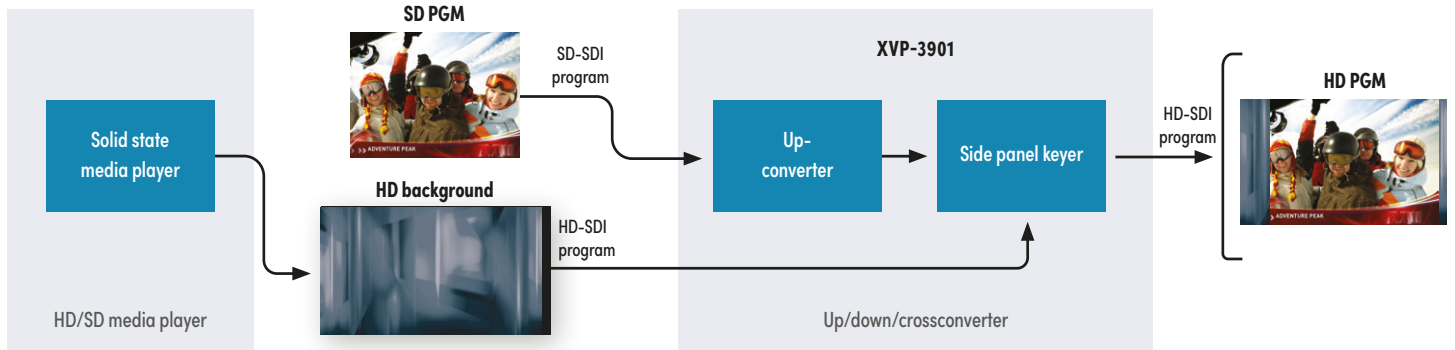 SD PGM
XVP-3901
SD-SDI
program
HD PGM
HD-SDI
program
Solid state
media player
Up-
converter
Side panel keyer
>> ADVENTURE PEAK
HD background
HD-SDI
program
ADVENTURE PEAK
HD/SD media player
Up/down/crossconverter